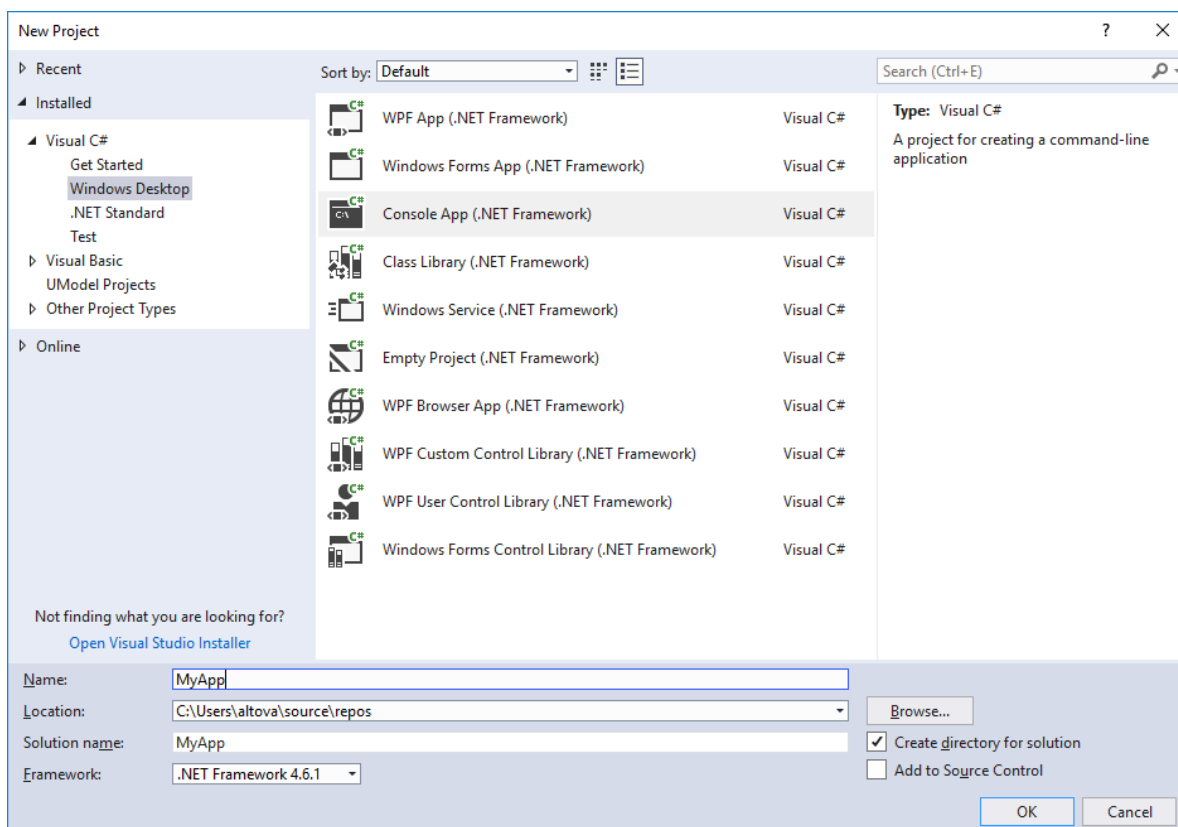 New Project
?
Recent
Installed
Visual C#
Get Started
Windows Desktop
.NET Standard
Test
Visual Basic
UModel Projects
Other Project Types
Online
Not finding what you are looking for?
Open Visual Studio Installer
Sort by: Default
C# WPF App (.NET Framework) Visual C#
C# Windows Forms App (.NET Framework) Visual C#
C# C:\ Console App (.NET Framework) Visual C#
C# Class Library (.NET Framework) Visual C#
C# Windows Service (.NET Framework) Visual C#
C# Empty Project (.NET Framework) Visual C#
C# WPF Browser App (.NET Framework) Visual C#
C# WPF Custom Control Library (.NET Framework) Visual C#
C# WPF User Control Library (.NET Framework) Visual C#
C# Windows Forms Control Library (.NET Framework) Visual C#
Search (Ctrl+E)
Type: Visual C#
A project for creating a command-line
application
Name: MyApp
Location: C:\Users\altova\source\repos Browse...
Solution name: MyApp Create directory for solution
Framework: .NET Framework 4.6.1 Add to Source Control
OK Cancel